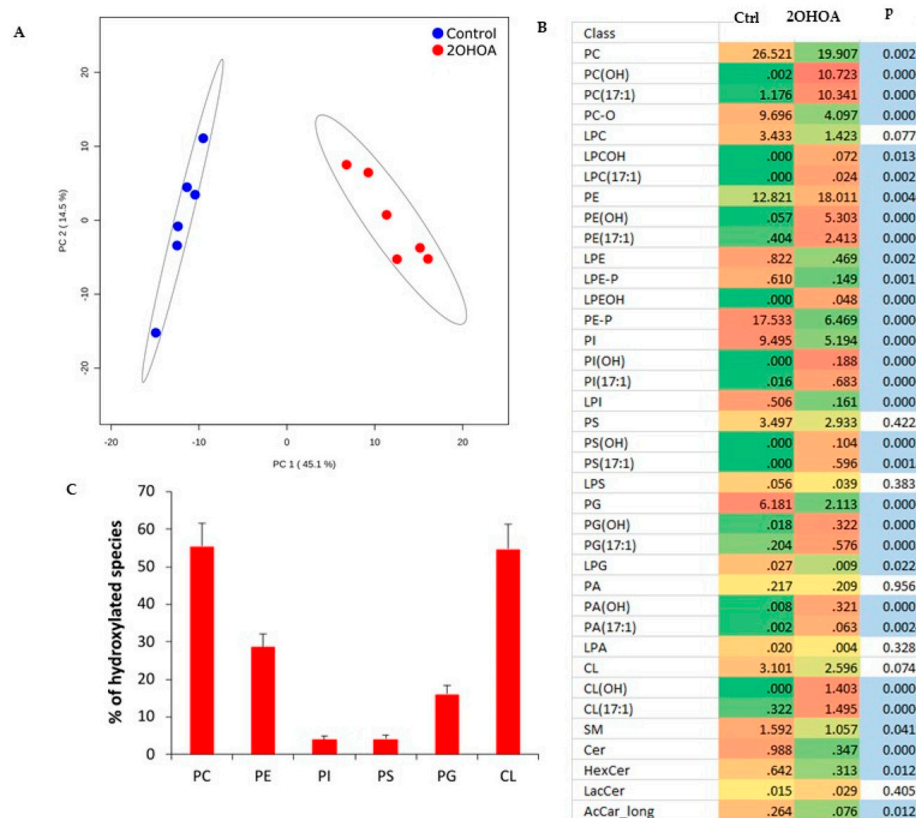 A
Control
2OHOA
20
10
0
-10
-20
PC 2 ( 14.5 %)
-20 -10 0 10 20
PC 1 ( 45.1 %)
B
Ctrl 2OHOA P
Class
PC 26.521 19.907 0.002
PC(OH) .002 10.723 0.000
PC(17:1) 1.176 10.341 0.000
PC-O 9.696 4.097 0.000
LPC 3.433 1.423 0.077
LPCOH .000 .072 0.013
LPC(17:1) .000 .024 0.002
PE 12.821 18.011 0.004
PE(OH) .057 5.303 0.000
PE(17:1) .404 2.413 0.000
LPE .822 .469 0.002
LPE-P .610 .149 0.001
LPEOH .000 .048 0.000
PE-P 17.533 6.469 0.000
PI 9.495 5.194 0.000
PI(OH) .000 .188 0.000
PI(17:1) .016 .683 0.000
LPI .506 .161 0.000
PS 3.497 2.933 0.422
PS(OH) .000 .104 0.000
PS(17:1) .000 .596 0.001
LPS .056 .039 0.383
PG 6.181 2.113 0.000
PG(OH) .018 .322 0.000
PG(17:1) .204 .576 0.000
LPG .027 .009 0.022
PA .217 .209 0.956
PA(OH) .008 .321 0.000
PA(17:1) .002 .063 0.002
LPA .020 .004 0.328
CL 3.101 2.596 0.074
CL(OH) .000 1.403 0.000
CL(17:1) .322 1.495 0.000
SM 1.592 1.057 0.041
Cer .988 .347 0.000
HexCer .642 .313 0.012
LacCer .015 .029 0.405
AcCar_long .264 .076 0.012
C
% of hydroxylated species
70
60
50
40
30
20
10
0
PC PE PI PS PG CL